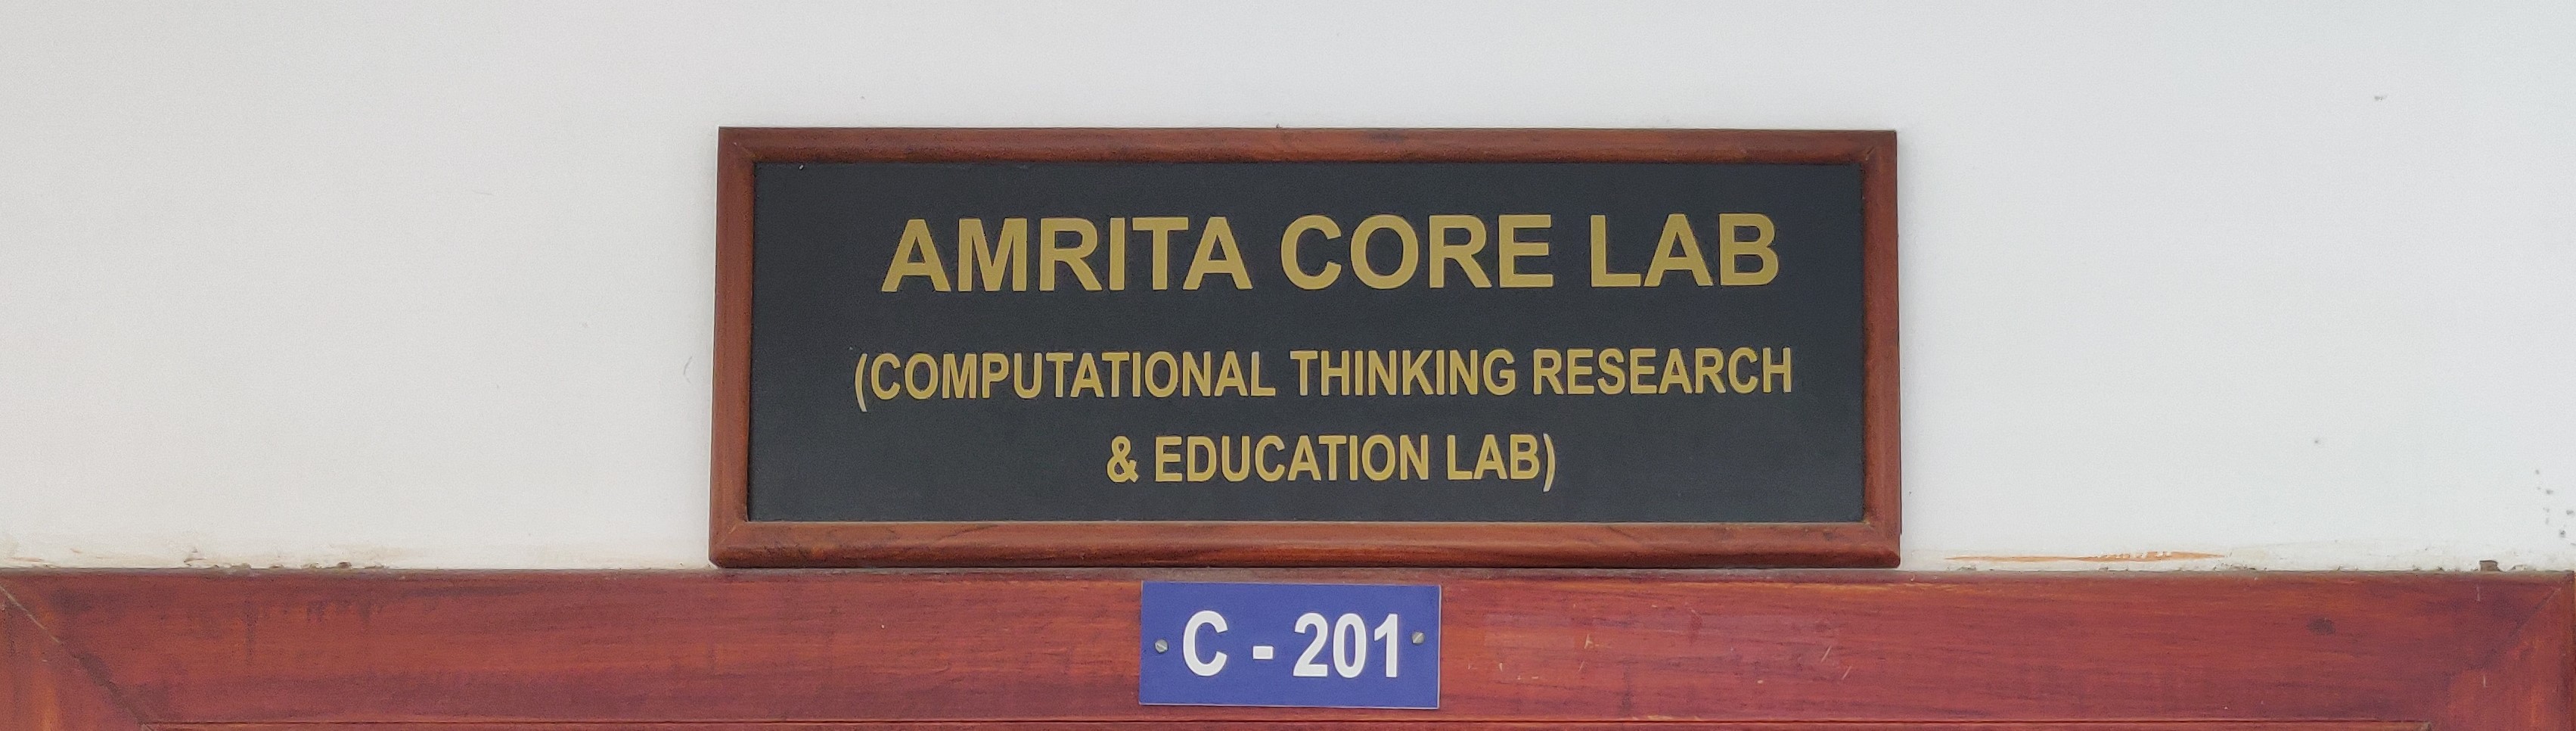 AMRITA CORE LAB
(COMPUTATIONAL THINKING RESEARCH
& EDUCATION LAB)
C - 201